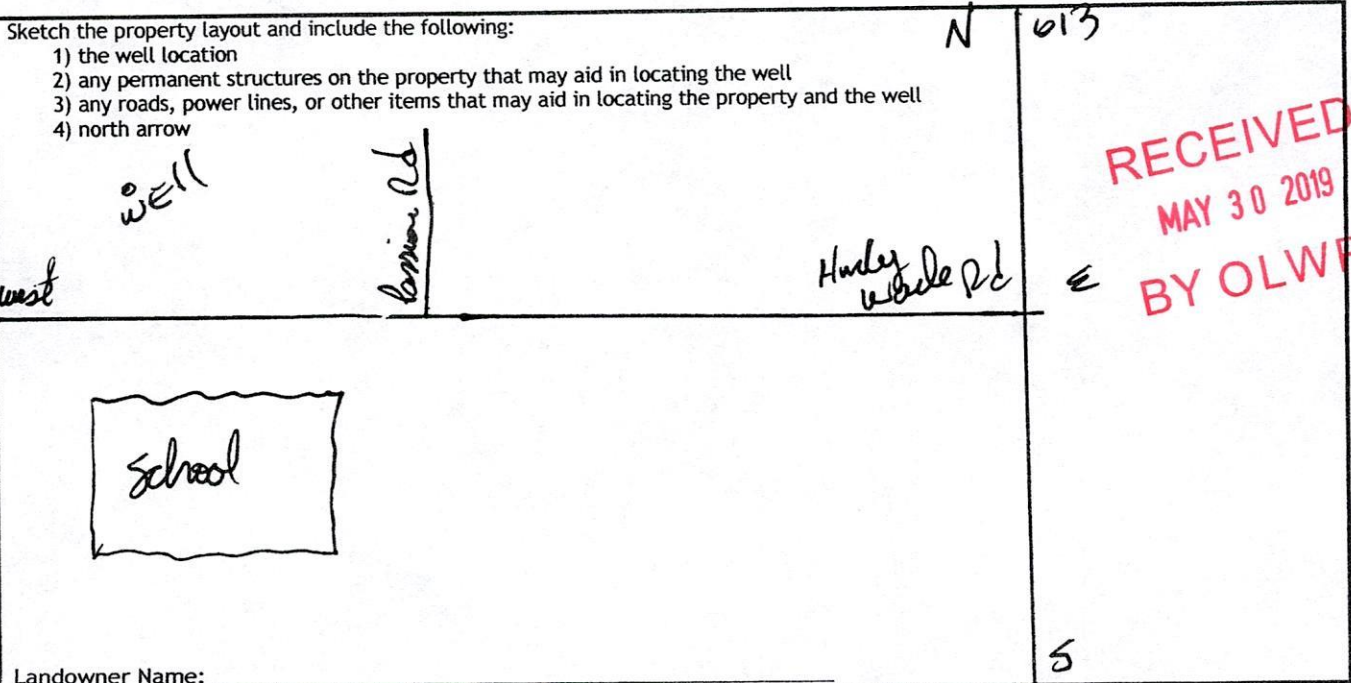 Sketch the property layout and include the following:
1) the well location
2) any permanent structures on the property that may aid in locating the well
3) any roads, power lines, or other items that may aid in locating the property and the well
4) north arrow
N
613
RECEIVED
MAY 30 2019
BY OLWR
wEll
Rd
west
Hurley
Wade Rd
E
School
S
Landowner Name: